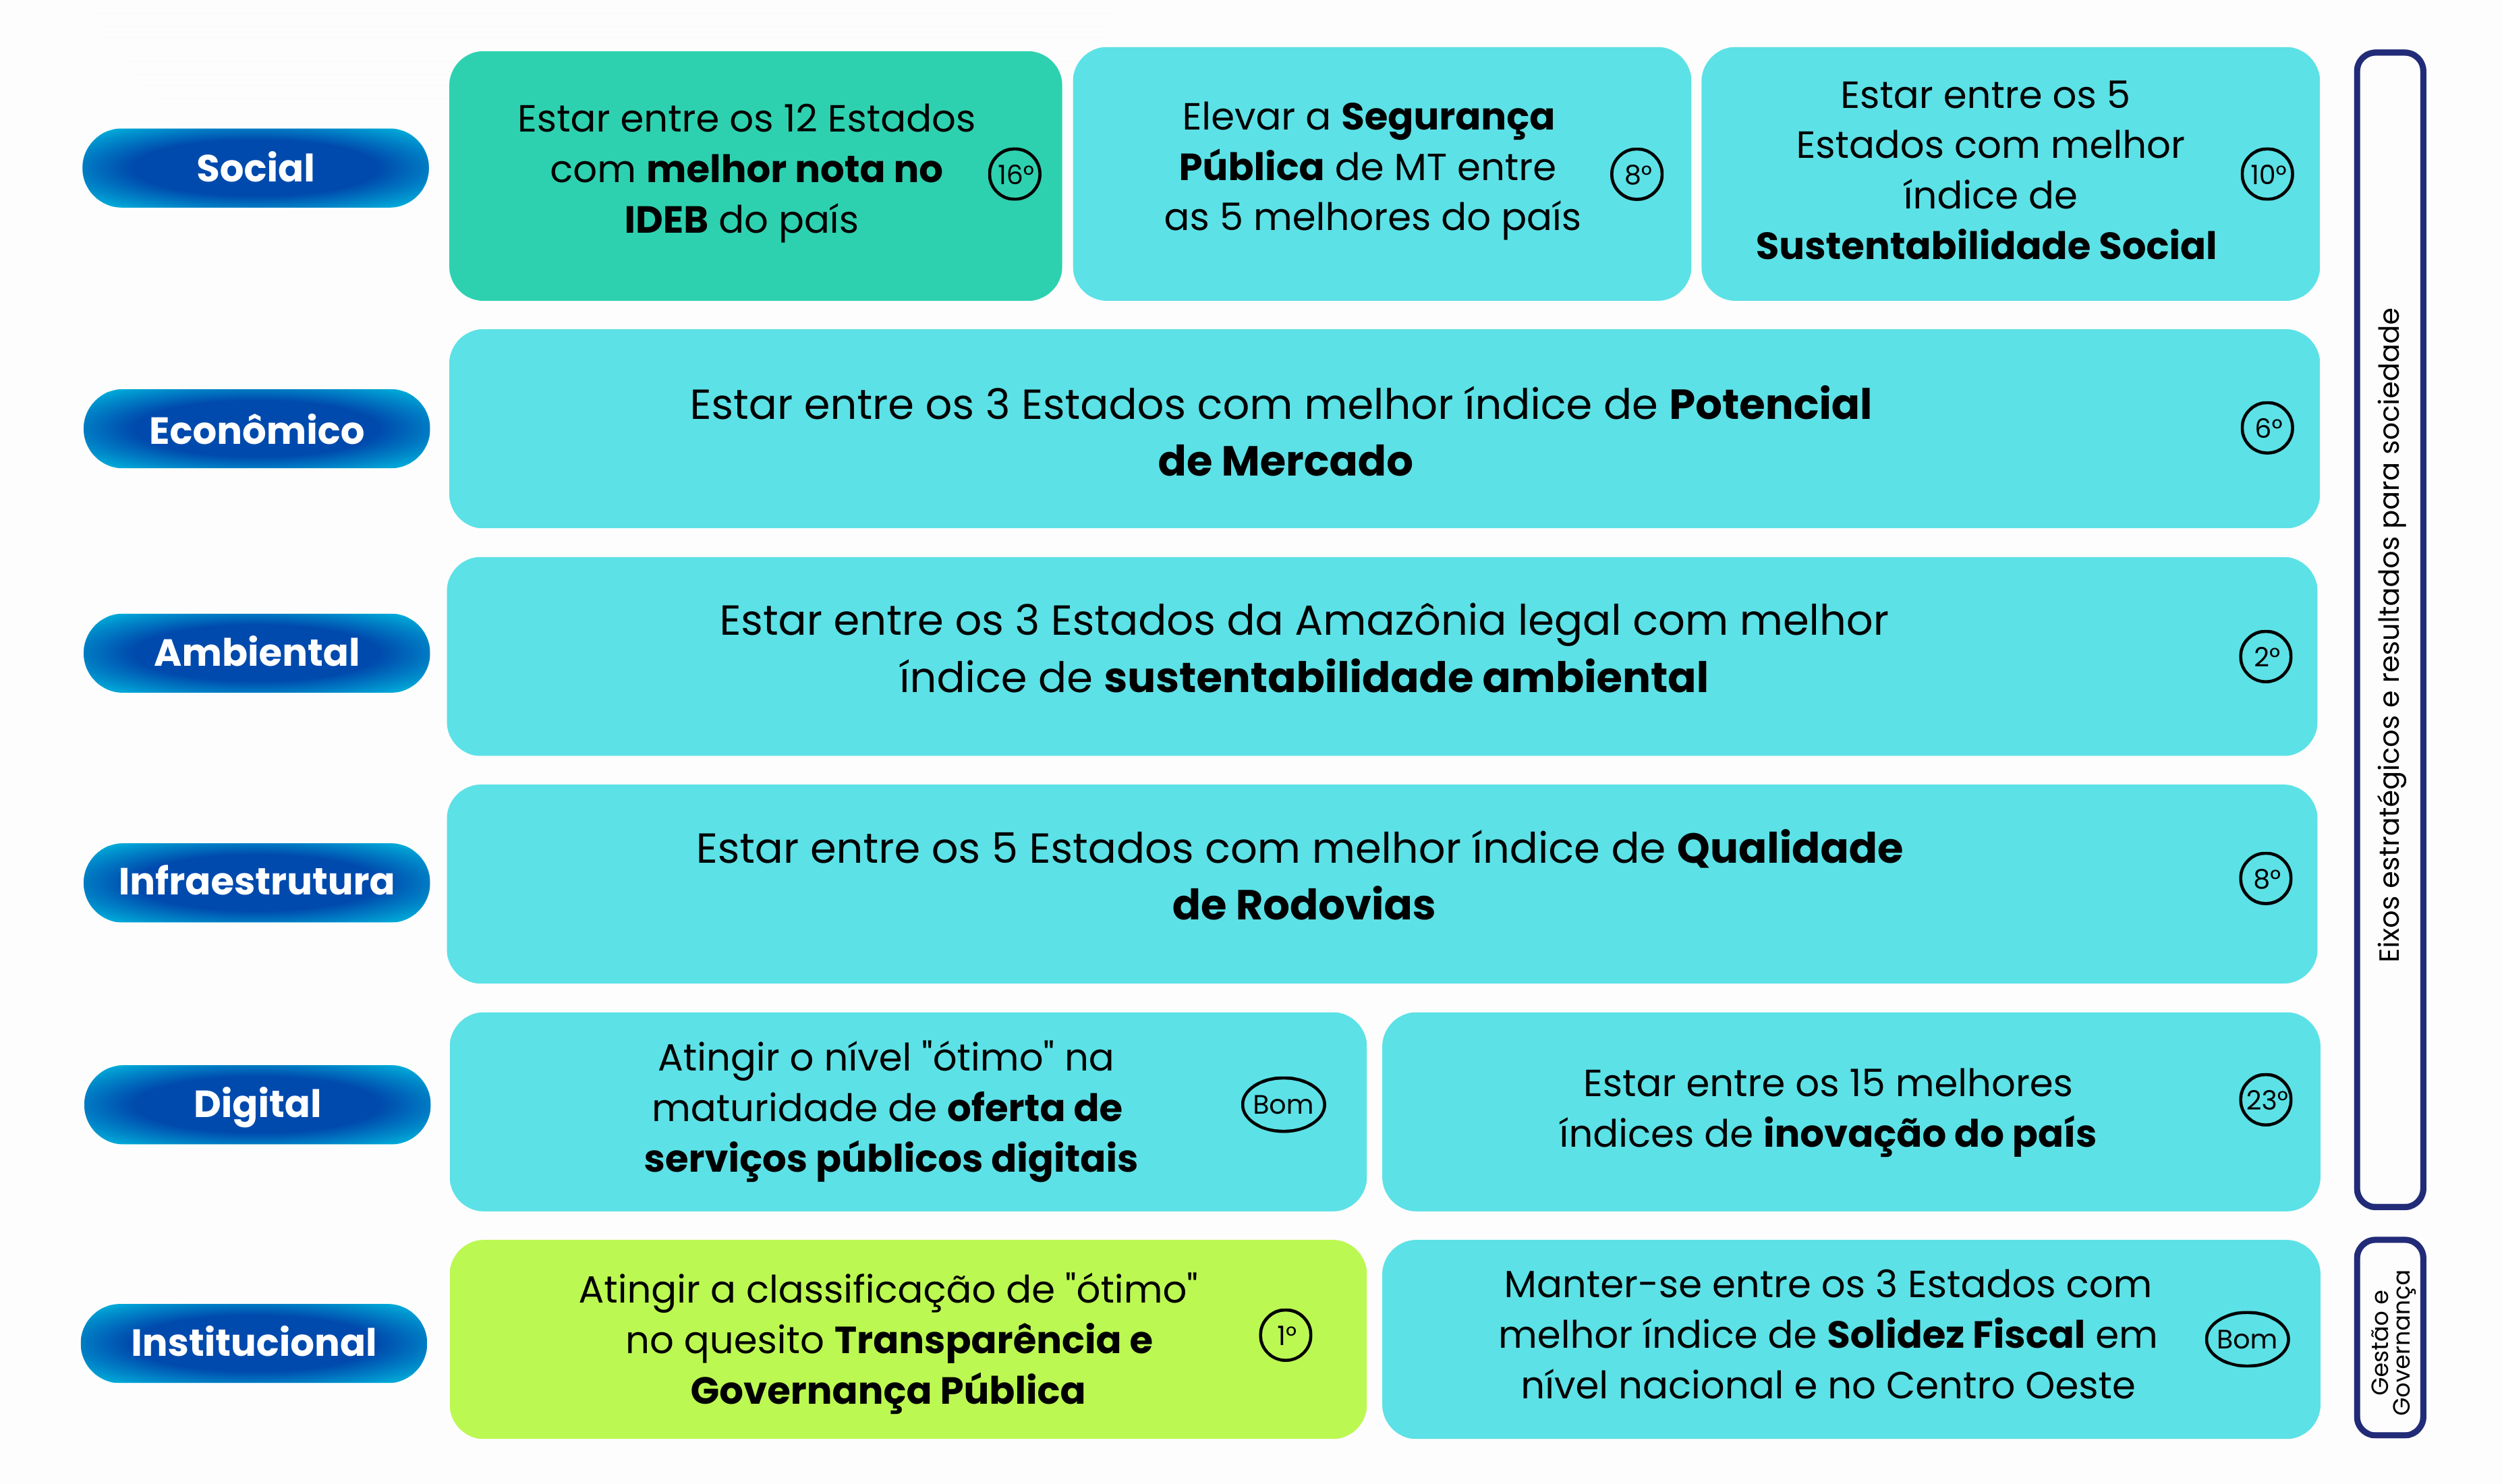 Social
Estar entre os 12 Estados
com melhor nota no
IDEB do país
16º
Elevar a Segurança
Pública de MT entre
as 5 melhores do país
8º
Estar entre os 5
Estados com melhor
índice de
Sustentabilidade Social
10º
Econômico
Estar entre os 3 Estados com melhor índice de Potencial
de Mercado
6º
Ambiental
Estar entre os 3 Estados da Amazônia legal com melhor
índice de sustentabilidade ambiental
2º
Infraestrutura
Estar entre os 5 Estados com melhor índice de Qualidade
de Rodovias
8º
Digital
Atingir o nível "ótimo" na
maturidade de oferta de
serviços públicos digitais
Bom
Estar entre os 15 melhores
índices de inovação do país
23º
Eixos estratégicos e resultados para sociedade
Institucional
Atingir a classificação de "ótimo"
no quesito Transparência e
Governança Pública
1º
Manter-se entre os 3 Estados com
melhor índice de Solidez Fiscal em
nível nacional e no Centro Oeste
Bom
Gestão e
Governança